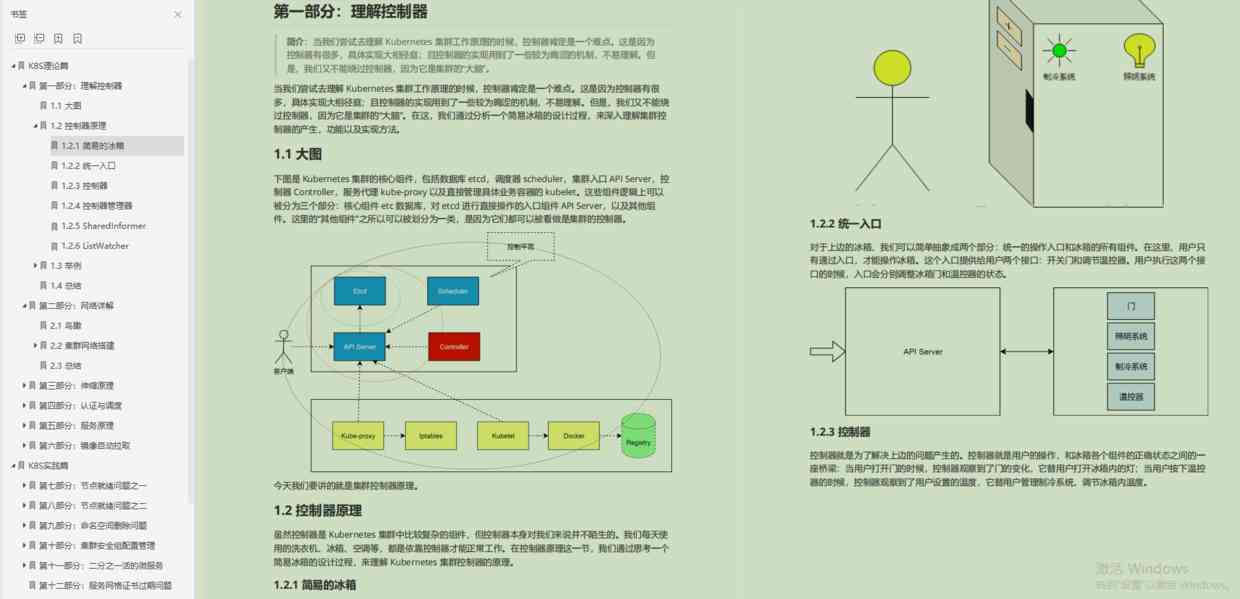 书签
K8S理论篇
第一部分：理解控制器
1.1 大图
1.2 控制器原理
1.2.1 简易的冰箱
1.2.2 统一入口
1.2.3 控制器
1.2.4 控制器管理器
1.2.5 SharedInformer
1.2.6 ListWatcher
1.3 举例
1.4 总结
第二部分：网络详解
2.1 鸟瞰
2.2 集群网络搭建
2.3 总结
第三部分：伸缩原理
第四部分：认证与调度
第五部分：服务原理
第六部分：镜像自动拉取
K8S实践篇
第七部分：节点就绪问题之一
第八部分：节点就绪问题之二
第九部分：命名空间删除问题
第十部分：集群安全组配置管理
第十一部分：二分之一活的微服务
第十二部分：服务网格证书过期问题
第一部分：理解控制器
简介：当我们尝试去理解 Kubernetes 集群工作原理的时候，控制器肯定是一个难点。这是因为
控制器有很多，具体实现大相径庭；且控制器的实现用到了一些较为晦涩的机制，不易理解。但
是，我们又不能绕过控制器，因为它是集群的“大脑”。
当我们尝试去理解 Kubernetes 集群工作原理的时候，控制器肯定是一个难点。这是因为控制器有很
多，具体实现大相径庭；且控制器的实现用到了一些较为晦涩的机制，不易理解。但是，我们又不能绕
过控制器，因为它是集群的“大脑”。在这，我们通过分析一个简易冰箱的设计过程，来深入理解集群控
制器的产生，功能以及实现方法。
1.1 大图
下图是 Kubernetes 集群的核心组件，包括数据库 etcd，调度器 scheduler，集群入口 API Server，控
制器 Controller，服务代理 kube-proxy 以及直接管理具体业务容器的 kubelet。这些组件逻辑上可以
被分为三个部分：核心组件 etc 数据库，对 etcd 进行直接操作的入口组件 API Server，以及其他组
件。这里的“其他组件”之所以可以被划分为一类，是因为它们都可以被看做是集群的控制器。
控制平面
Etcd
Scheduler
API Server
Controller
客户端
Kube-proxy
Iptables
Kubelet
Docker
Registry
今天我们要讲的就是集群控制器原理。
1.2 控制器原理
虽然控制器是 Kubernetes 集群中比较复杂的组件，但控制器本身对我们来说并不陌生的。我们每天使
用的洗衣机、冰箱、空调等，都是依靠控制器才能正常工作。在控制器原理这一节，我们通过思考一个
简易冰箱的设计过程，来理解 Kubernetes 集群控制器的原理。
1.2.1 简易的冰箱
制冷系统
照明系统
1.2.2 统一入口
对于上边的冰箱，我们可以简单抽象成两个部分：统一的操作入口和冰箱的所有组件。在这里，用户只
有通过入口，才能操作冰箱。这个入口提供给用户两个接口：开关门和调节温控器。用户执行这两个接
口的时候，入口会分别调整冰箱门和温控器的状态。
API Server
门
照明系统
制冷系统
温控器
1.2.3 控制器
控制器就是为了解决上边的问题产生的。控制器就是用户的操作，和冰箱各个组件的正确状态之间的一
座桥梁：当用户打开门的时候，控制器观察到了门的变化，它替用户打开冰箱内的灯；当用户按下温控
器的时候，控制器观察到了用户设置的温度，它替用户管理制冷系统，调节冰箱内温度。
激活 Windows
转到“设置”以激活 Windows。